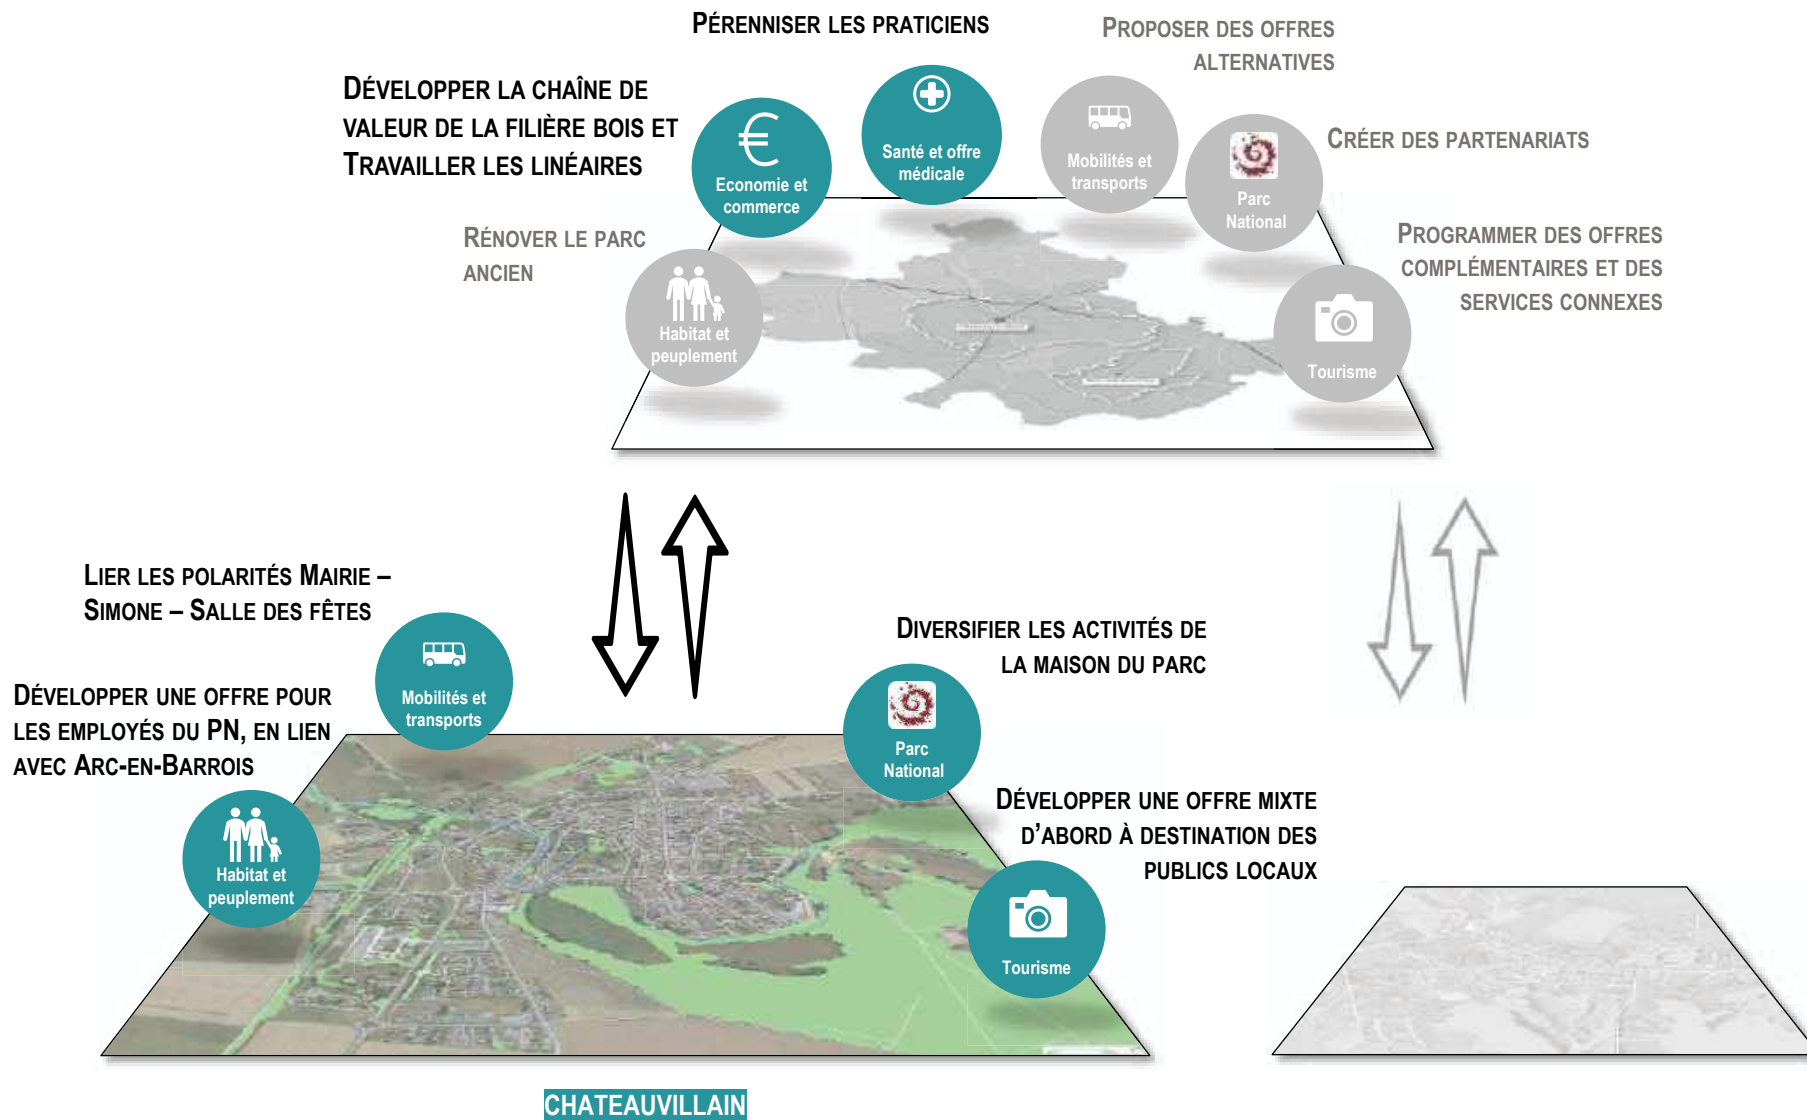 PÉRENNISER LES PRATICIENS
PROPOSER DES OFFRES
ALTERNATIVES
DÉVELOPPER LA CHAÎNE DE
VALEUR DE LA FILIÈRE BOIS ET
TRAVAILLER LES LINÉAIRES
€
Economie et
commerce
Santé et offre
médicale
Mobilités et
transports
Parc
National
CRÉER DES PARTENARIATS
RÉNOVER LE PARC
ANCIEN
Habitat et
peuplement
PROGRAMMER DES OFFRES
COMPLÉMENTAIRES ET DES
SERVICES CONNEXES
Tourisme
LIER LES POLARITÉS MAIRIE –
SIMONE – SALLE DES FÊTES
Mobilités et
transports
DIVERSIFIER LES ACTIVITÉS DE
LA MAISON DU PARC
Parc
National
DÉVELOPPER UNE OFFRE POUR
LES EMPLOYÉS DU PN, EN LIEN
AVEC ARC-EN-BARROIS
Habitat et
peuplement
DÉVELOPPER UNE OFFRE MIXTE
D'ABORD À DESTINATION DES
PUBLICS LOCAUX
Tourisme
CHATEAUVILLAIN